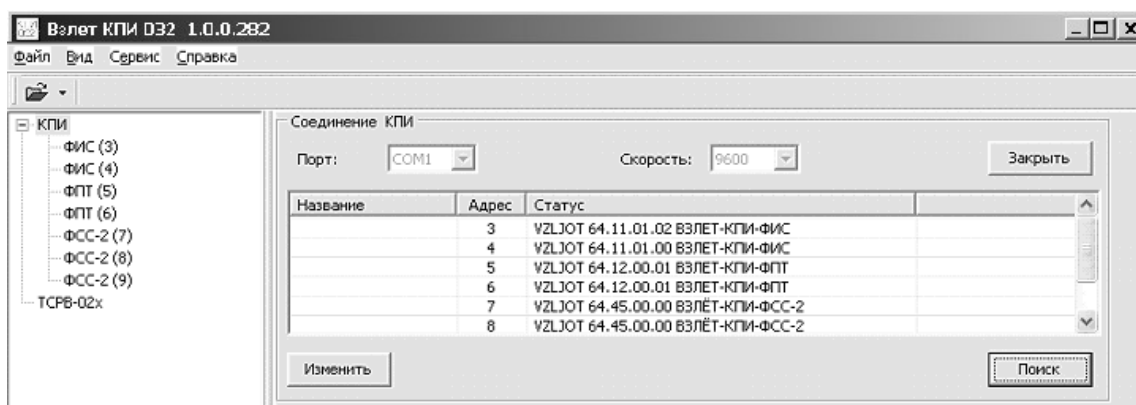 Взлет КПИ D32 1.0.0.282
Файл Вид Сервис Справка
КПИ
ФИС (3)
ФИС (4)
ФПТ (5)
ФПТ (6)
ФСС-2 (7)
ФСС-2 (8)
ФСС-2 (9)
ТСРВ-02x
Соединение КПИ
Порт: COM1 Скорость: 9600 Закрыть
Название Адрес Статус
3 VZLJOT 64.11.01.02 ВЗЛЕТ-КПИ-ФИС
4 VZLJOT 64.11.01.00 ВЗЛЕТ-КПИ-ФИС
5 VZLJOT 64.12.00.01 ВЗЛЕТ-КПИ-ФПТ
6 VZLJOT 64.12.00.01 ВЗЛЕТ-КПИ-ФПТ
7 VZLJOT 64.45.00.00 ВЗЛЁТ-КПИ-ФСС-2
8 VZLJOT 64.45.00.00 ВЗЛЁТ-КПИ-ФСС-2
Изменить Поиск